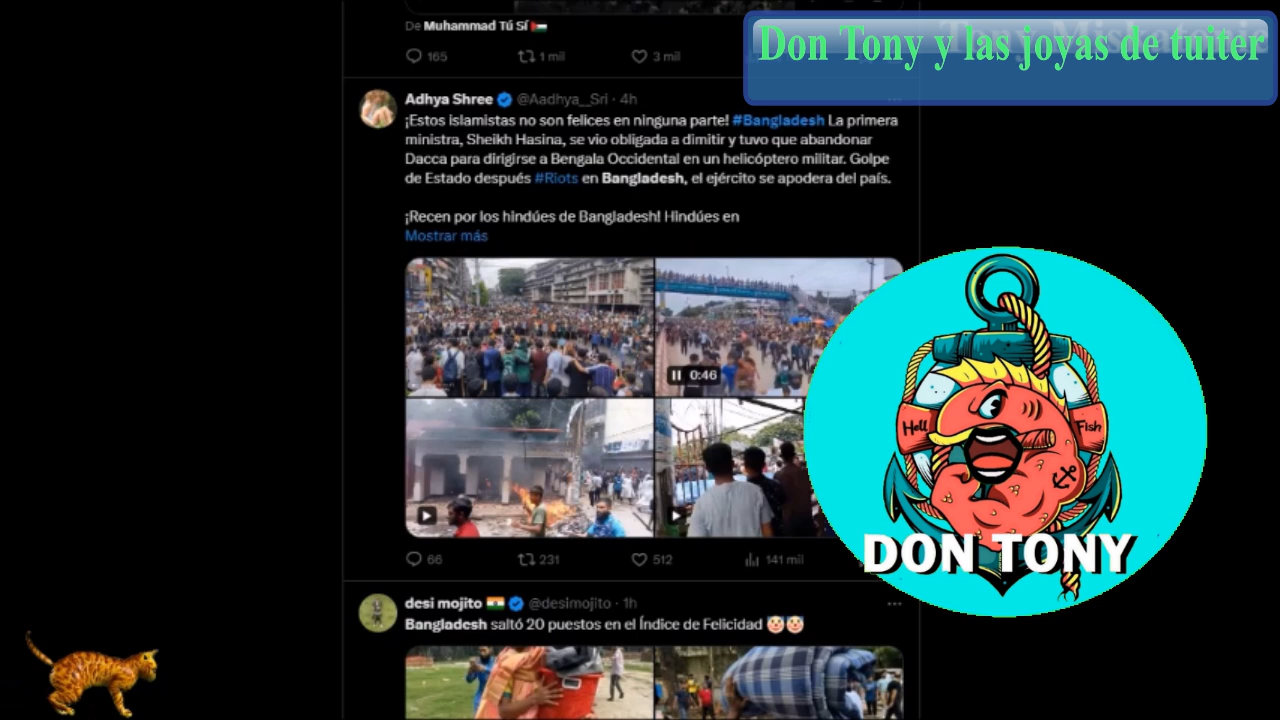 De Muhammad Tú Sí
165 1 mil 3 mil
Don Tony y las joyas de tuiter
Adhya Shree @Aadhya__Sri · 4h
¡Estos islamistas no son felices en ninguna parte! #Bangladesh La primera
ministra, Sheikh Hasina, se vio obligada a dimitir y tuvo que abandonar
Dacca para dirigirse a Bengala Occidental en un helicóptero militar. Golpe
de Estado después #Riots en Bangladesh, el ejército se apodera del país.
¡Recen por los hindúes de Bangladesh! Hindúes en
Mostrar más
0:46
Hell Fish
DON TONY
66 231 512 141 mil
desi mojito @desimojito · 1h
Bangladesh saltó 20 puestos en el Índice de Felicidad